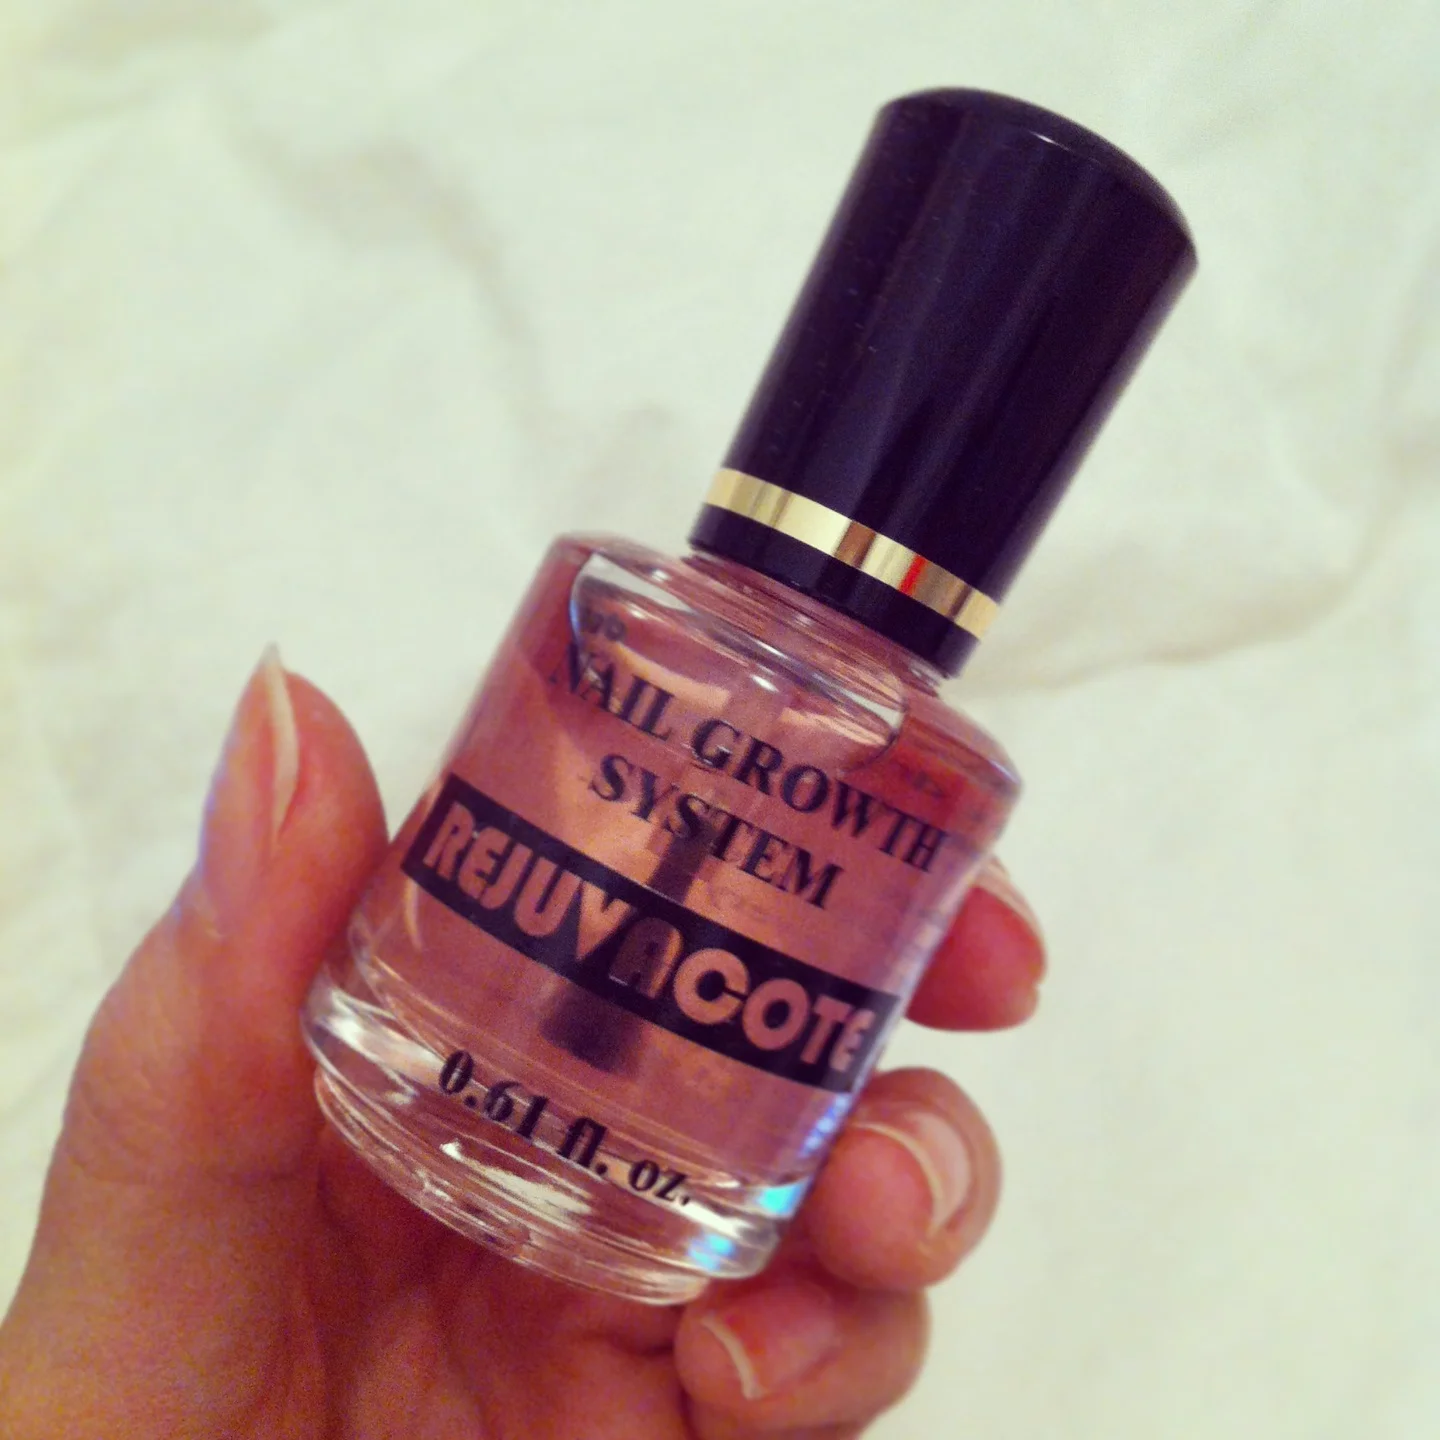 NAIL GROWTH
SYSTEM
REJUVACOTE
0.61 fl. oz.